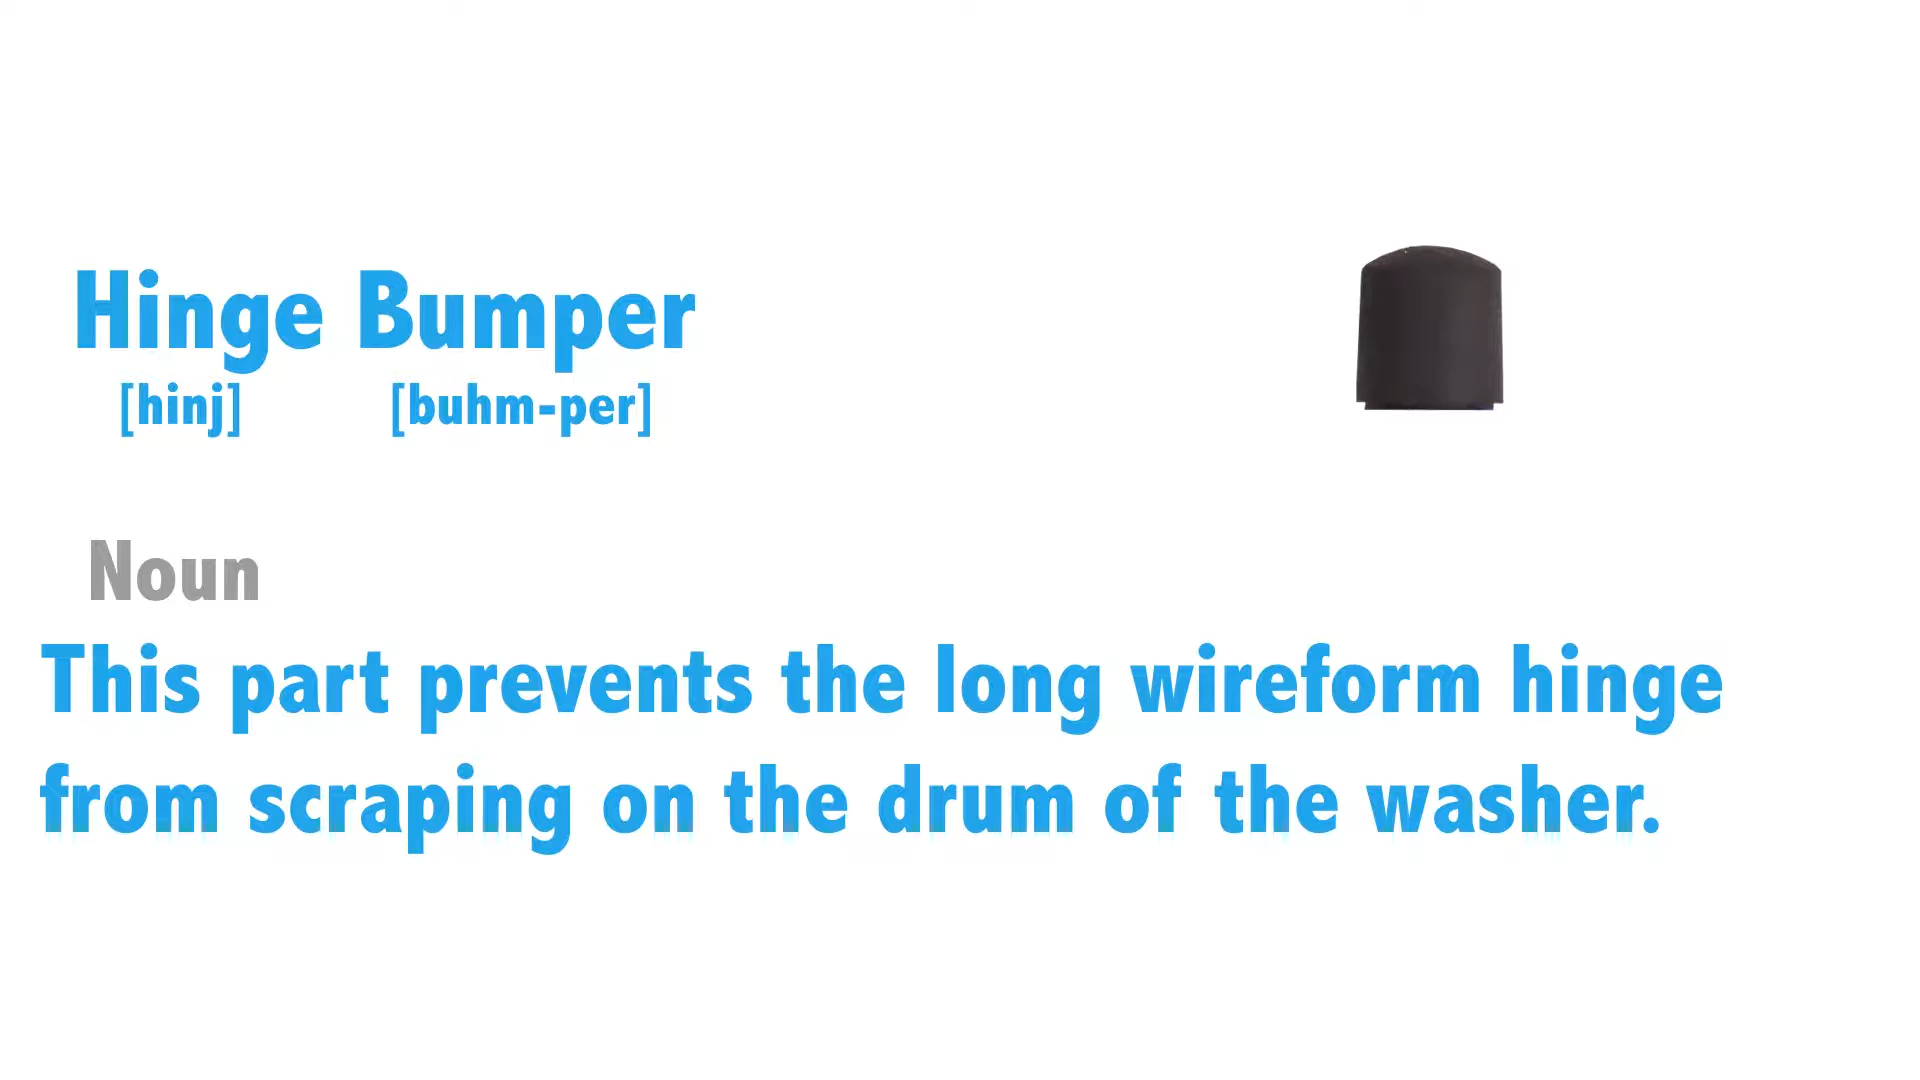 Hinge Bumper
[hinj] [buhm-per]
Noun
This part prevents the long wireform hinge
from scraping on the drum of the washer.